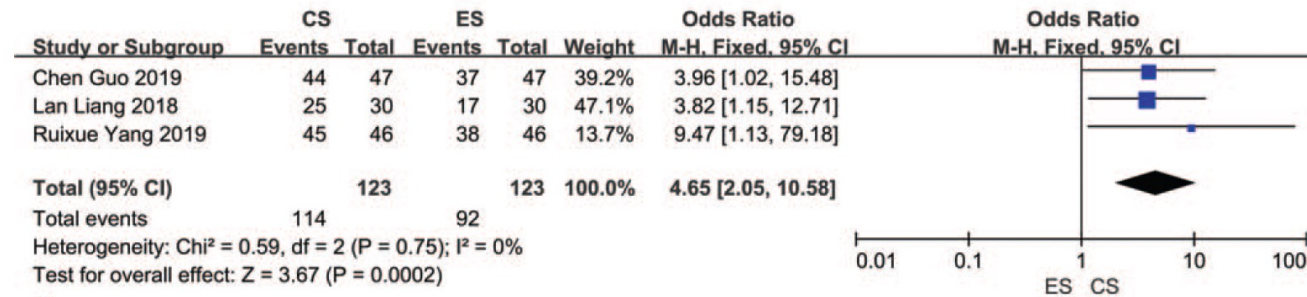 CS ES Odds Ratio Odds Ratio
Study or Subgroup Events Total Events Total Weight M-H, Fixed, 95% CI M-H, Fixed, 95% CI
Chen Guo 2019 44 47 37 47 39.2% 3.96 [1.02, 15.48]
Lan Liang 2018 25 30 17 30 47.1% 3.82 [1.15, 12.71]
Ruixue Yang 2019 45 46 38 46 13.7% 9.47 [1.13, 79.18]
Total (95% CI) 123 123 100.0% 4.65 [2.05, 10.58]
Total events 114 92
Heterogeneity: Chi² = 0.59, df = 2 (P = 0.75); I² = 0%
Test for overall effect: Z = 3.67 (P = 0.0002)
0.01 0.1 1 10 100
ES CS